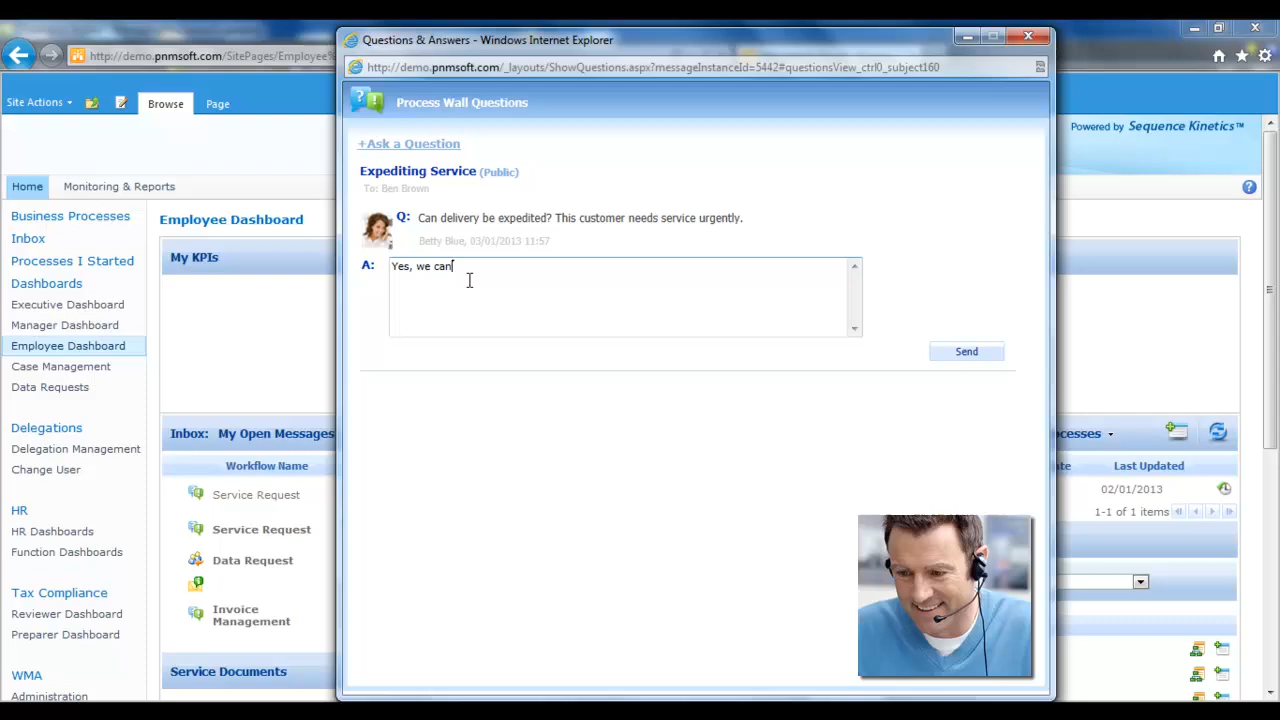 Questions & Answers - Windows Internet Explorer
http://demo.pnmsoft.com/SitePages/Employee%
http://demo.pnmsoft.com/_layouts/ShowQuestions.aspx?messageInstanceId=5442#questionsView_ctrl0_subject160
Site Actions
Browse
Page
Process Wall Questions
Powered by Sequence Kinetics™
+Ask a Question
Expediting Service (Public)
To: Ben Brown
Home
Monitoring & Reports
Business Processes
Employee Dashboard
Q: Can delivery be expedited? This customer needs service urgently.
Betty Blue, 03/01/2013 11:57
Inbox
Processes I Started
My KPIs
A: Yes, we can
Dashboards
Executive Dashboard
Manager Dashboard
Employee Dashboard
Send
Case Management
Data Requests
Delegations
Inbox: My Open Messages
ocesses
Delegation Management
Change User
Workflow Name
ate
Last Updated
Service Request
02/01/2013
HR
1-1 of 1 items
HR Dashboards
Service Request
Function Dashboards
Data Request
Tax Compliance
Reviewer Dashboard
Invoice
Management
Preparer Dashboard
WMA
Service Documents
Administration